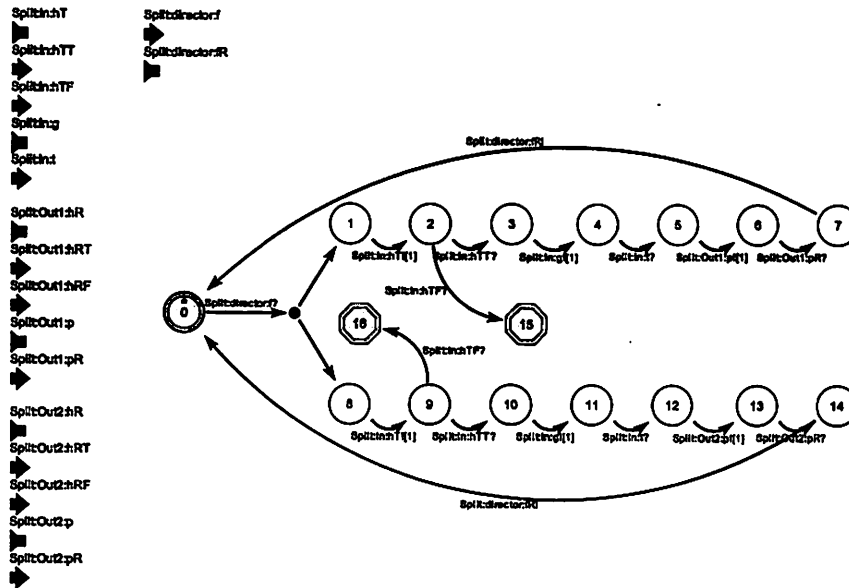 Split:in:hT
Split:in:hTT
Split:in:hTF
Split:in:g
Split:in:t
Split:Out1:hR
Split:Out1:hRT
Split:Out1:hRF
Split:Out1:p
Split:Out1:pR
Split:Out2:hR
Split:Out2:hRT
Split:Out2:hRF
Split:Out2:p
Split:Out2:pR
Split:director:f
Split:director:fR
Split:director:fR!
1
2
3
4
5
6
7
Split:in:hT![1]
Split:in:hTT?
Split:in:g![1]
Split:in:t?
Split:Out1:p![1]
Split:Out1:pR?
Split:in:hTF?
Split:director:f?
0
16
15
Split:in:hTF?
8
9
10
11
12
13
14
Split:in:hT![1]
Split:in:hTT?
Split:in:g![1]
Split:in:t?
Split:Out2:p![1]
Split:Out2:pR?
Split:director:fR!